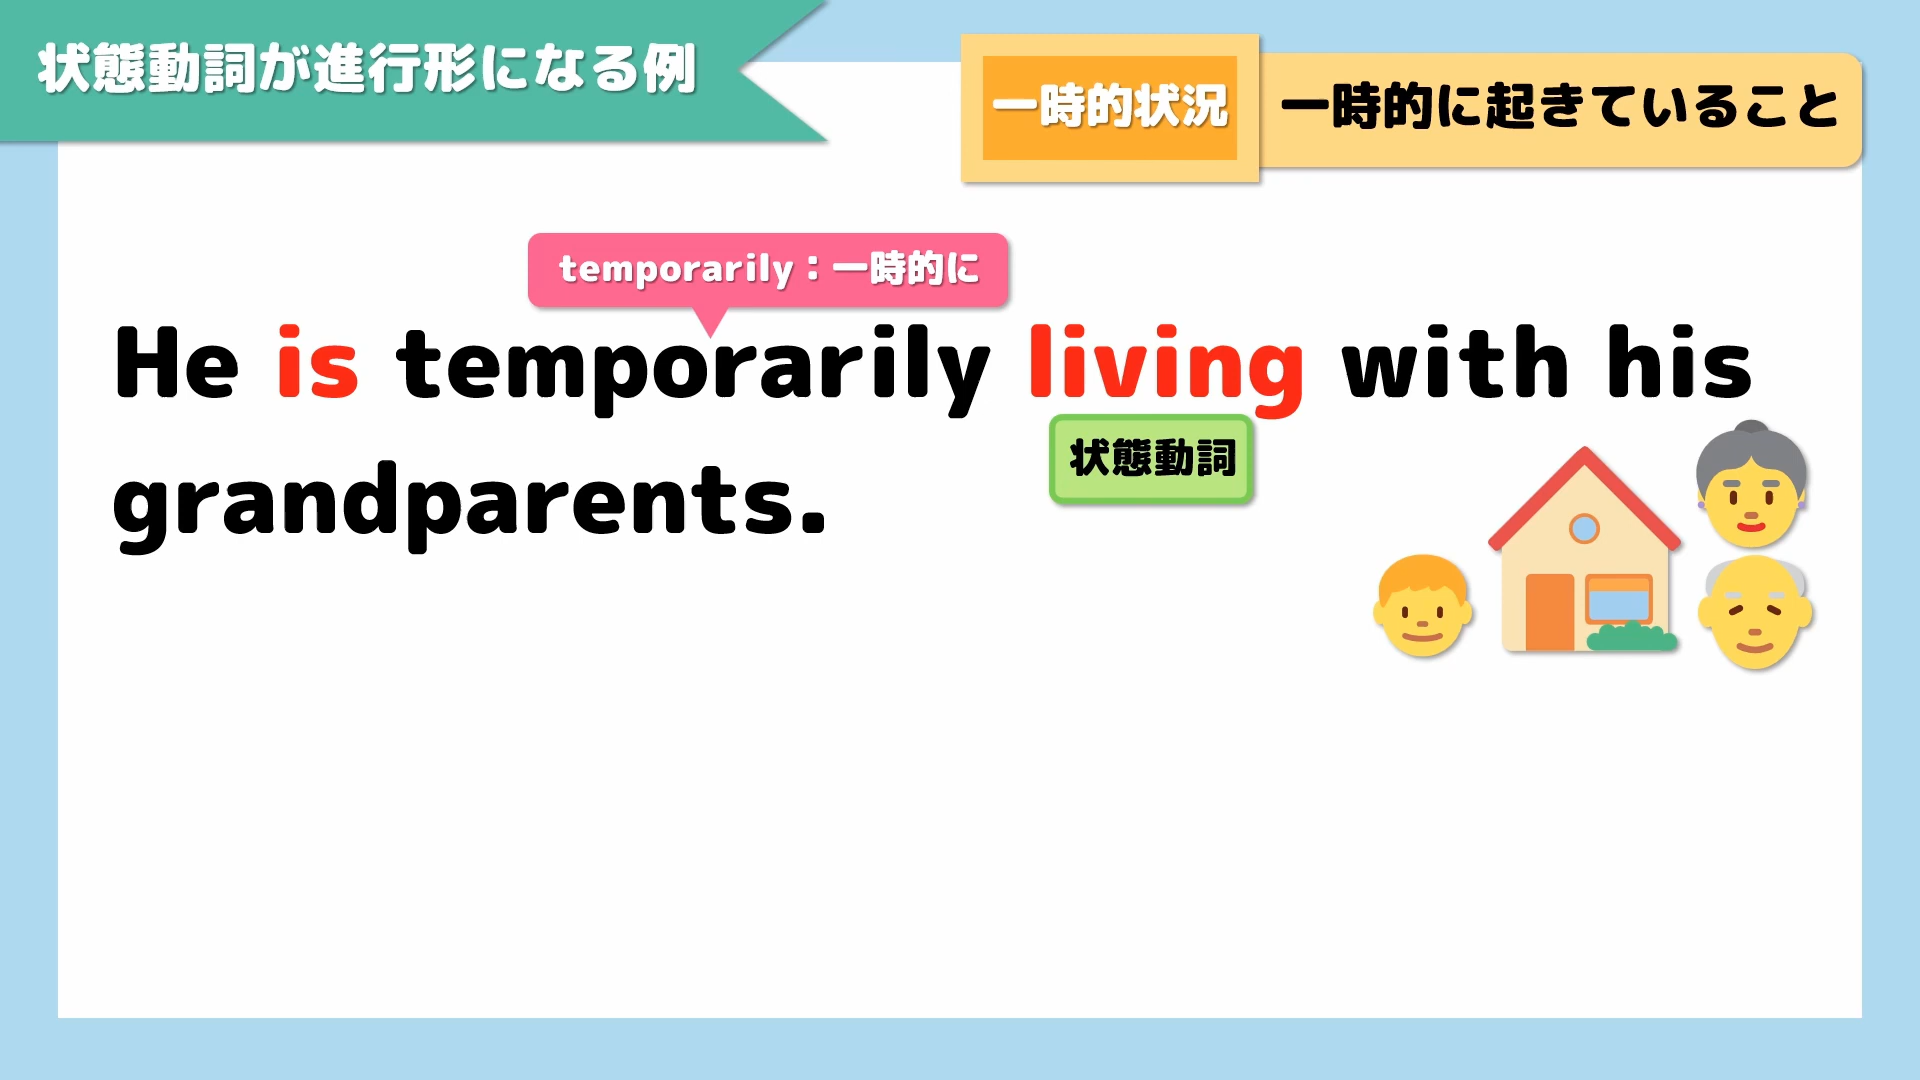 状態動詞が進行形になる例
一時的状況
一時的に起きていること
temporarily：一時的に
He is temporarily living with his
状態動詞
grandparents.